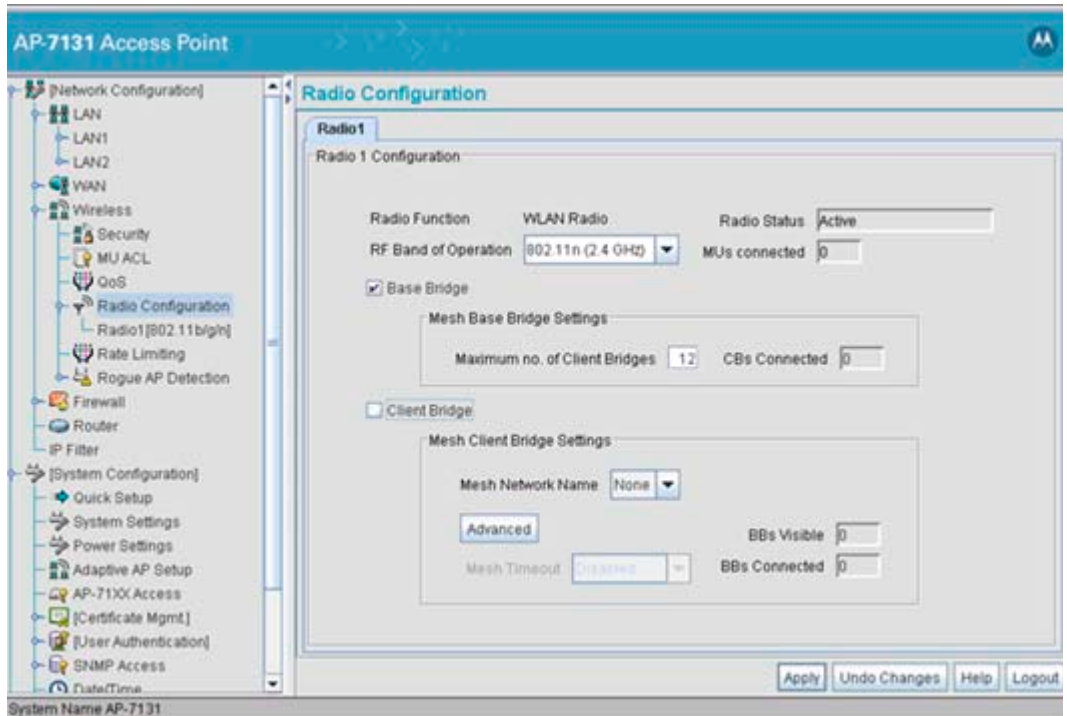 AP-7131 Access Point
[Network Configuration]
LAN
LAN1
LAN2
WAN
Wireless
Security
MU ACL
QoS
Radio Configuration
Radio1[802.11b/g/n]
Rate Limiting
Rogue AP Detection
Firewall
Router
IP Filter
[System Configuration]
Quick Setup
System Settings
Power Settings
Adaptive AP Setup
AP-71XX Access
[Certificate Mgmt.]
[User Authentication]
SNMP Access
Date/Time
Radio Configuration
Radio1
Radio 1 Configuration
Radio Function WLAN Radio Radio Status Active
RF Band of Operation 802.11n (2.4 GHz) MUs connected 0
Base Bridge
Mesh Base Bridge Settings
Maximum no. of Client Bridges 12 CBs Connected 0
Client Bridge
Mesh Client Bridge Settings
Mesh Network Name None
Advanced BBs Visible 0
Mesh Timeout Disabled BBs Connected 0
Apply Undo Changes Help Logout
System Name AP-7131